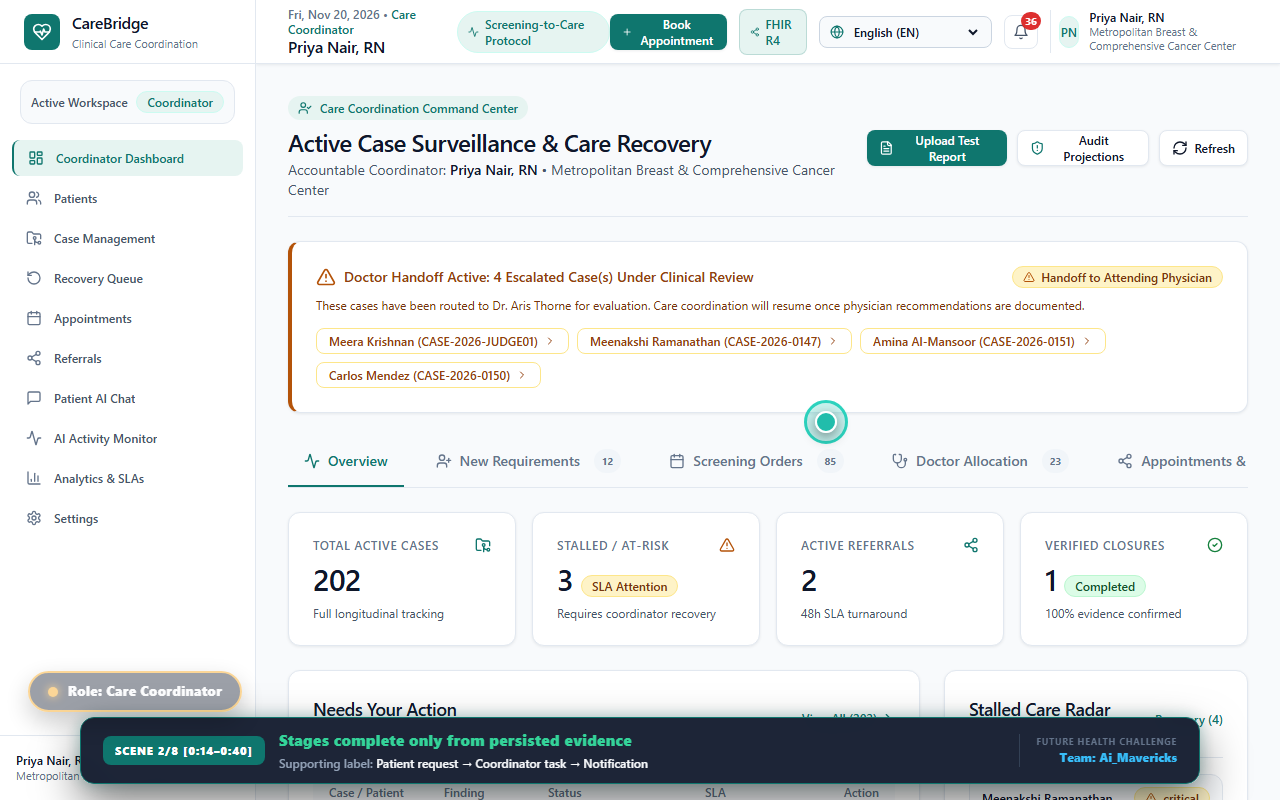 CareBridge
Clinical Care Coordination
Fri, Nov 20, 2026 • Care
Coordinator
Priya Nair, RN
Screening-to-Care
Protocol
+ Book
Appointment
FHIR
R4
English (EN)
36
PN
Priya Nair, RN
Metropolitan Breast &
Comprehensive Cancer Center
Active Workspace
Coordinator
Coordinator Dashboard
Patients
Case Management
Recovery Queue
Appointments
Referrals
Patient AI Chat
AI Activity Monitor
Analytics & SLAs
Settings
Role: Care Coordinator
Priya Nair, R
Metropolitan
Care Coordination Command Center
Active Case Surveillance & Care Recovery
Accountable Coordinator: Priya Nair, RN • Metropolitan Breast & Comprehensive Cancer
Center
Upload Test
Report
Audit
Projections
Refresh
Doctor Handoff Active: 4 Escalated Case(s) Under Clinical Review
Handoff to Attending Physician
These cases have been routed to Dr. Aris Thorne for evaluation. Care coordination will resume once physician recommendations are documented.
Meera Krishnan (CASE-2026-JUDGE01)
Meenakshi Ramanathan (CASE-2026-0147)
Amina Al-Mansoor (CASE-2026-0151)
Carlos Mendez (CASE-2026-0150)
Overview
New Requirements 12
Screening Orders 85
Doctor Allocation 23
Appointments &
TOTAL ACTIVE CASES
202
Full longitudinal tracking
STALLED / AT-RISK
3 SLA Attention
Requires coordinator recovery
ACTIVE REFERRALS
2
48h SLA turnaround
VERIFIED CLOSURES
1 Completed
100% evidence confirmed
Needs Your Action
View All (202)
Stalled Care Radar
ry (4)
SCENE 2/8 [0:14–0:40]
Stages complete only from persisted evidence
Supporting label: Patient request → Coordinator task → Notification
FUTURE HEALTH CHALLENGE
Team: Ai_Mavericks
Case / Patient
Finding
Status
SLA
Action
Meenakshi Ramanathan
critical